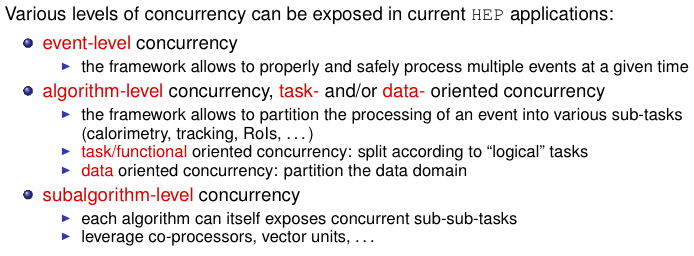 Various levels of concurrency can be exposed in current HEP applications:
event-level concurrency
the framework allows to properly and safely process multiple events at a given time
algorithm-level concurrency, task- and/or data- oriented concurrency
the framework allows to partition the processing of an event into various sub-tasks
(calorimetry, tracking, RoIs, ...)
task/functional oriented concurrency: split according to “logical” tasks
data oriented concurrency: partition the data domain
subalgorithm-level concurrency
each algorithm can itself exposes concurrent sub-sub-tasks
leverage co-processors, vector units, ...